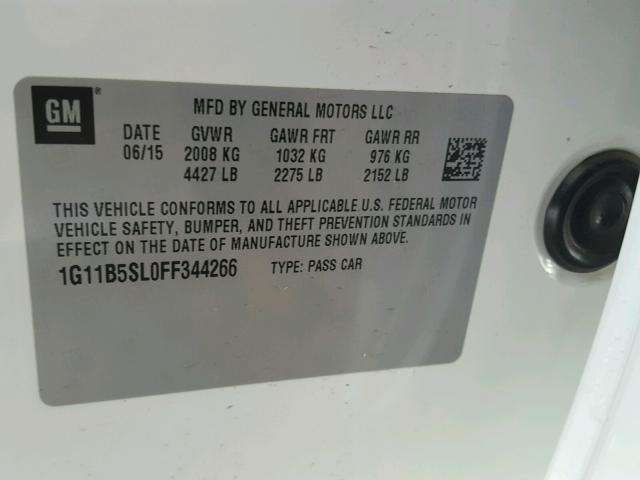 GM ®
MFD BY GENERAL MOTORS LLC
DATE GVWR GAWR FRT GAWR RR
06/15 2008 KG 1032 KG 976 KG
4427 LB 2275 LB 2152 LB
THIS VEHICLE CONFORMS TO ALL APPLICABLE U.S. FEDERAL MOTOR
VEHICLE SAFETY, BUMPER, AND THEFT PREVENTION STANDARDS IN
EFFECT ON THE DATE OF MANUFACTURE SHOWN ABOVE.
1G11B5SL0FF344266 TYPE: PASS CAR